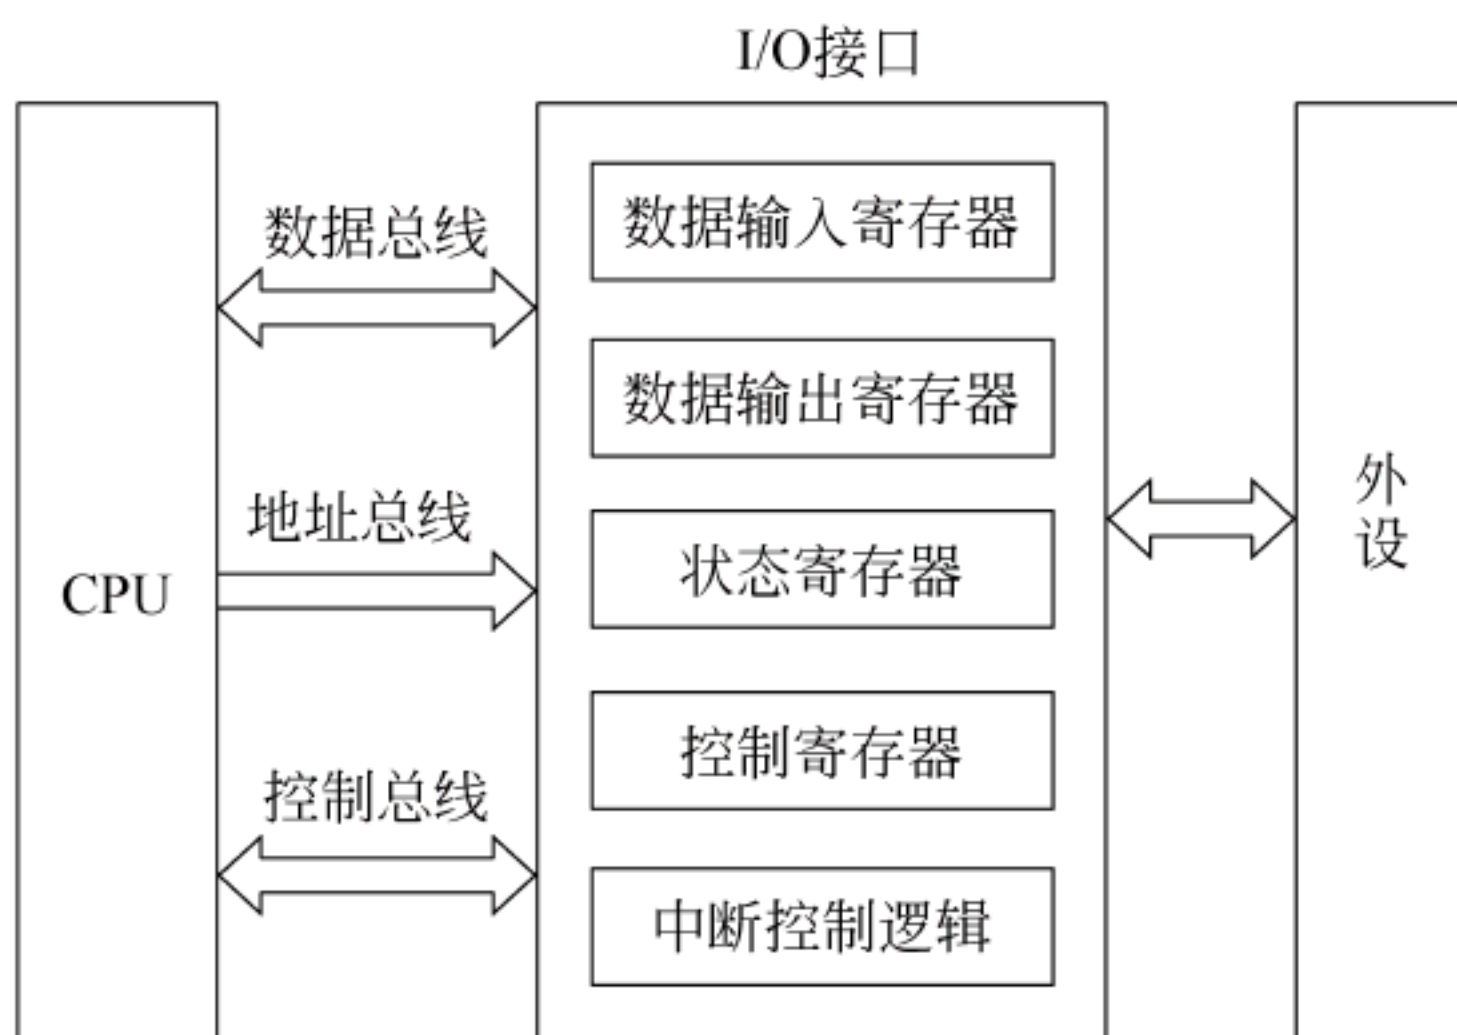 I/O接口
数据总线
数据输入寄存器
数据输出寄存器
地址总线
CPU
状态寄存器
外
设
控制寄存器
控制总线
中断控制逻辑